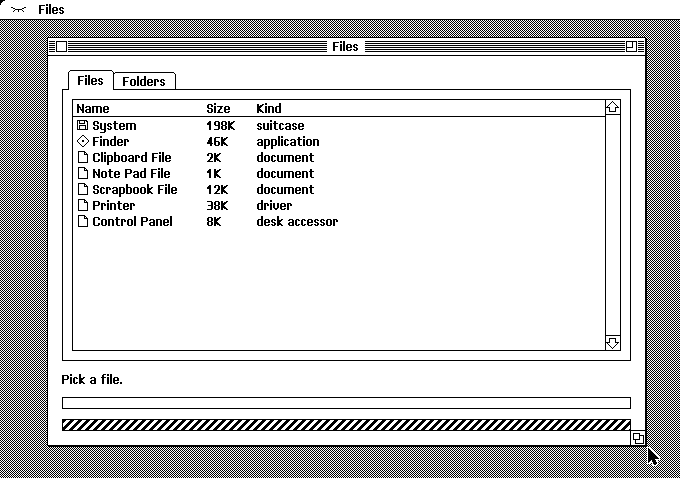 Files
Files
Files Folders
Name Size Kind
System 198K suitcase
Finder 46K application
Clipboard File 2K document
Note Pad File 1K document
Scrapbook File 12K document
Printer 38K driver
Control Panel 8K desk accessor
Pick a file.